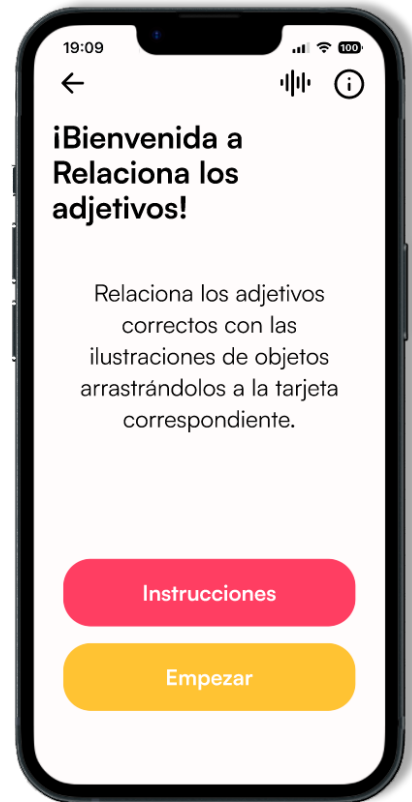 19:09
100
¡Bienvenida a
Relaciona los
adjetivos!
Relaciona los adjetivos
correctos con las
ilustraciones de objetos
arrastrándolos a la tarjeta
correspondiente.
Instrucciones
Empezar